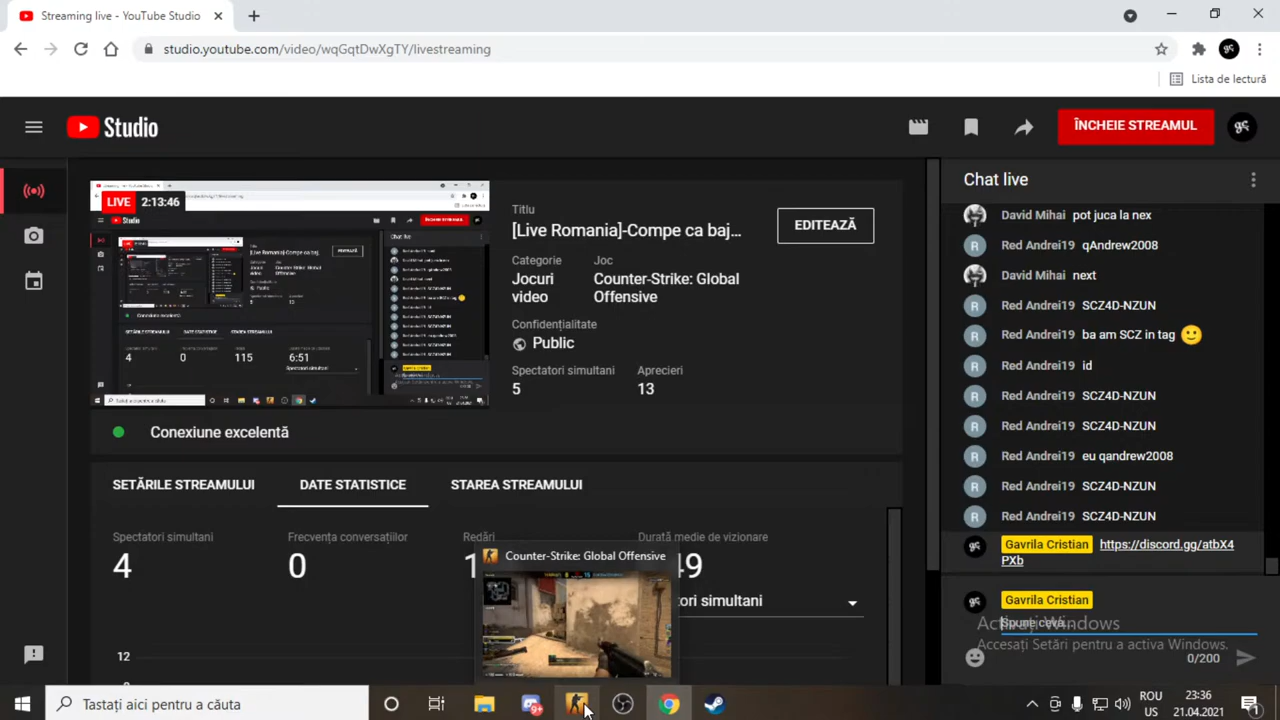 Streaming live - YouTube Studio
studio.youtube.com/video/wqGqtDwXgTY/livestreaming
Lista de lectură
Studio
ÎNCHEIE STREAMUL
LIVE 2:13:46
Titlu
[Live Romania]-Compe ca baj...
EDITEAZĂ
Categorie
Joc
Jocuri video
Counter-Strike: Global Offensive
Confidențialitate
Public
Spectatori simultani
Aprecieri
5
13
Conexiune excelentă
SETĂRILE STREAMULUI
DATE STATISTICE
STAREA STREAMULUI
Spectatori simultani
Frecvența conversațiilor
Redări
Durată medie de vizionare
4
0
49
Counter-Strike: Global Offensive
simultani
12
Chat live
David Mihai pot juca la
Red Andrei19 qAndrew2008
David Mihai next
Red Andrei19 SCZ4D-NZUN
Red Andrei19 ba am SCZ in tag
Red Andrei19 id
Red Andrei19 SCZ4D-NZUN
Red Andrei19 SCZ4D-NZUN
Red Andrei19 eu qandrew2008
Red Andrei19 SCZ4D-NZUN
Red Andrei19 SCZ4D-NZUN
Gavrila Cristian https://discord.gg/atbX4
PXb
Gavrila Cristian
Spune ceva...
Activați Windows
Accesați Setări pentru a activa Windows.
0/200
Tastați aici pentru a căuta
ROU
US
23:36
21.04.2021